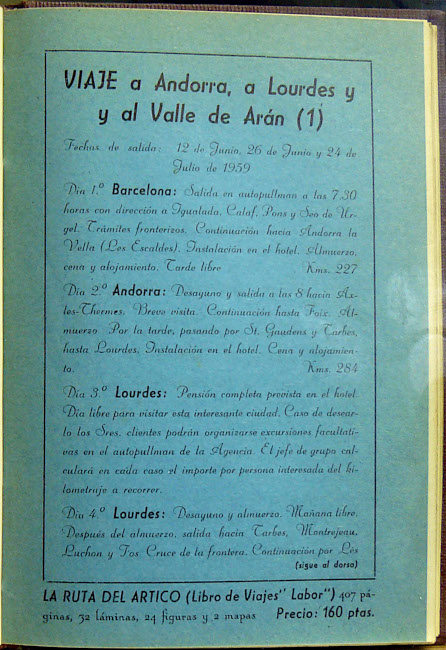 VIAJE a Andorra, a Lourdes y
y al Valle de Arán (1)
Fechas de salida: 12 de Junio, 26 de Junio y 24 de
Julio de 1959
Día 1.º Barcelona: Salida en autopullman a las 7,30
horas con dirección a Igualada, Calaf, Pons y Seo de Ur-
gel. Trámites fronterizos. Continuación hacia Andorra la
Vella (Les Escaldes). Instalación en el hotel. Almuerzo,
cena y alojamiento. Tarde libre Kms. 227
Día 2.º Andorra: Desayuno y salida a las 8 hacia Ax-
les-Thermes. Breve visita. Continuación hasta Foix. Al-
muerzo Por la tarde, pasando por St. Gaudens y Tarbes,
hasta Lourdes. Instalación en el hotel. Cena y alojamien-
to. Kms. 284
Día 3.º Lourdes: Pensión completa prevista en el hotel
Día libre para visitar esta interesante ciudad. Caso de desear-
lo los Sres. clientes podrán organizarse excursiones facultati-
vas en el autopullman de la Agencia. El jefe de grupo cal-
culará en cada caso el importe por persona interesada del ki-
lometraje a recorrer.
Día 4.º Lourdes: Desayuno y almuerzo. Mañana libre.
Después del almuerzo, salida hacia Tarbes, Montrejeau,
Luchon y Fos. Cruce de la frontera. Continuación por Lés
(sigue al dorso)
LA RUTA DEL ARTICO (Libro de Viajes'' Labor") 407 pá-
ginas, 32 láminas, 24 figuras y 2 mapas Precio: 160 ptas.